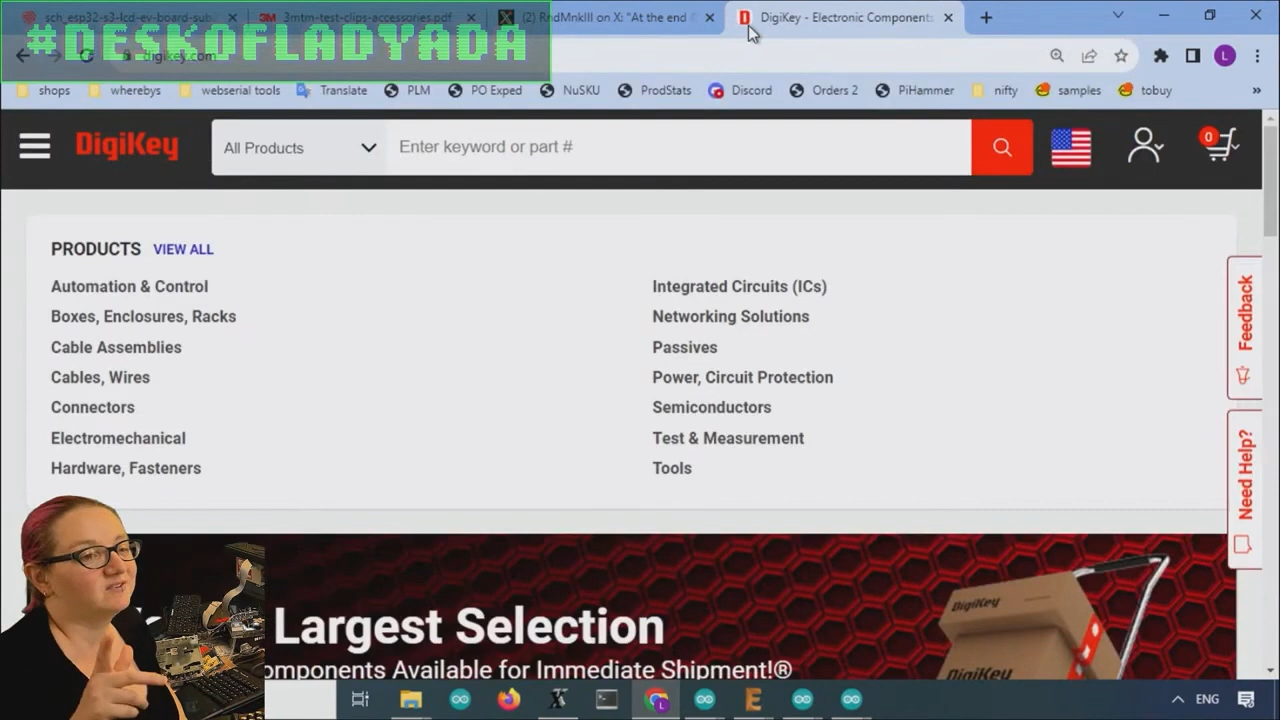 sch_esp32-s3-lcd-ev-board-sub
3M 3mtm-test-clips-accessories.pdf
(2) RndMnkIII on X: "At the end
DigiKey - Electronic Components
#DESKOFLADYADA
digikey.com
shops
whereby
webserial tools
Translate
PLM
PO Exped
NuSKU
ProdStats
Discord
Orders 2
PiHammer
nifty
samples
tobuy
DigiKey
All Products
Enter keyword or part #
0
PRODUCTS VIEW ALL
Automation & Control
Boxes, Enclosures, Racks
Cable Assemblies
Cables, Wires
Connectors
Electromechanical
Hardware, Fasteners
Integrated Circuits (ICs)
Networking Solutions
Passives
Power, Circuit Protection
Semiconductors
Test & Measurement
Tools
Feedback
Need Help?
Largest Selection
omponents Available for Immediate Shipment!®
DigiKey
DigiKey
ENG